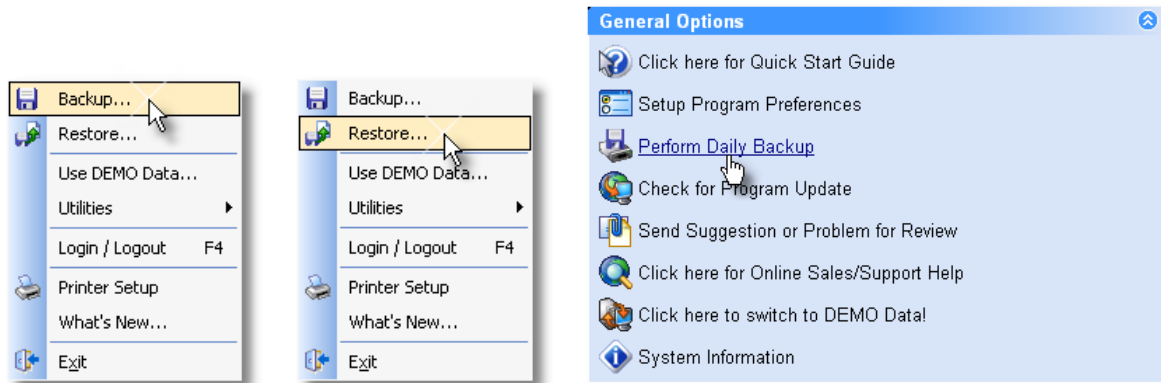 Backup...
Restore...
Use DEMO Data...
Utilities
Login / Logout F4
Printer Setup
What's New...
Exit
Backup...
Restore...
Use DEMO Data...
Utilities
Login / Logout F4
Printer Setup
What's New...
Exit
General Options
Click here for Quick Start Guide
Setup Program Preferences
Perform Daily Backup
Check for Program Update
Send Suggestion or Problem for Review
Click here for Online Sales/Support Help
Click here to switch to DEMO Data!
System Information